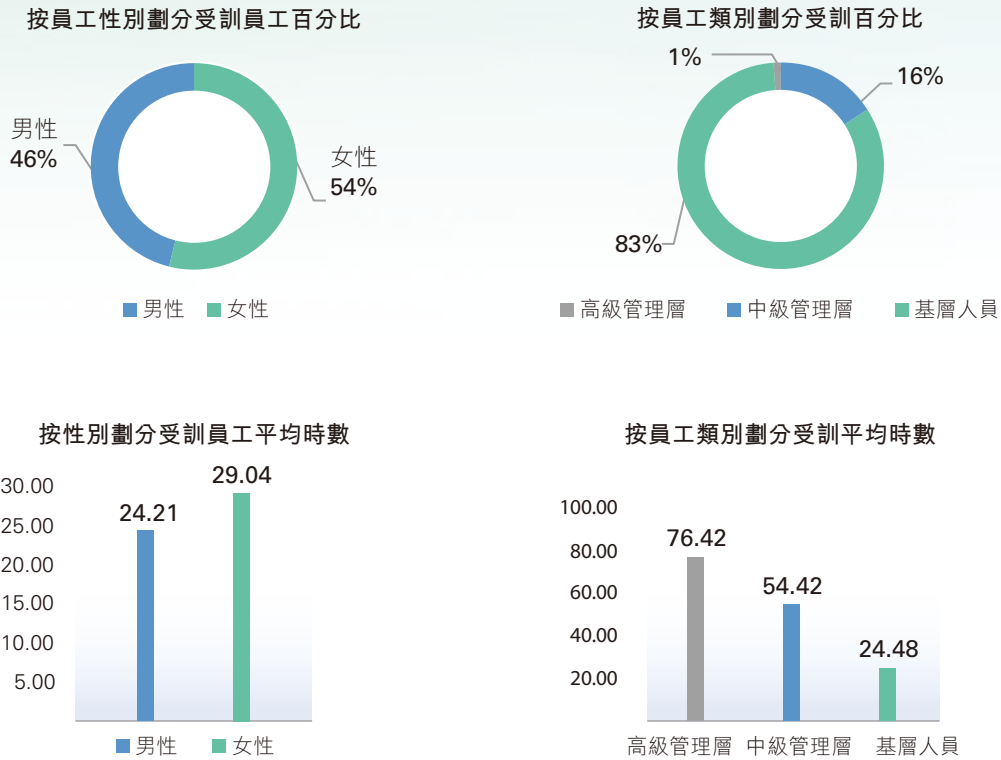 按員工性別劃分受訓員工百分比
男性
46%
女性
54%
男性
女性
按員工類別劃分受訓百分比
1%
16%
83%
高級管理層
中級管理層
基層人員
按性別劃分受訓員工平均時數
30.00
25.00
20.00
15.00
10.00
5.00
24.21
29.04
男性
女性
按員工類別劃分受訓平均時數
100.00
80.00
60.00
40.00
20.00
76.42
54.42
24.48
高級管理層
中級管理層
基層人員